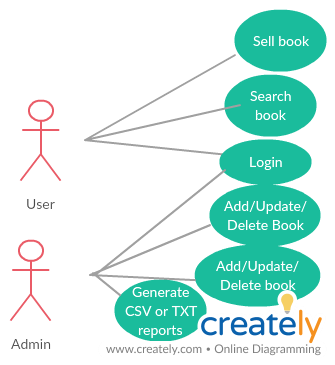 Sell book
Search
book
User
Login
Add/Update/
Delete Book
Add/Update/
Delete book
Admin
Generate
CSV or TXT
reports
creately
www.creately.com • Online Diagramming